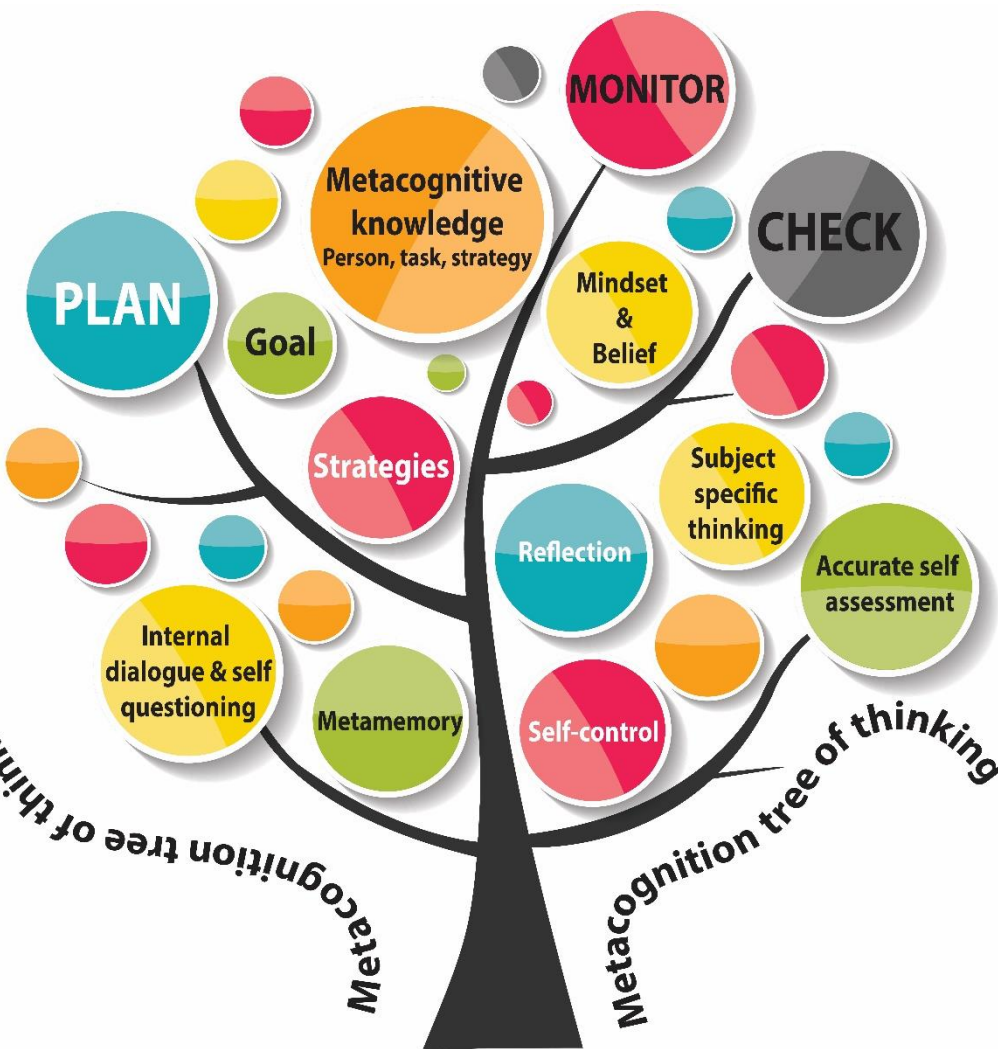 MONITOR
Metacognitive
knowledge
Person, task, strategy
CHECK
PLAN
Mindset
&
Belief
Goal
Strategies
Subject
specific
thinking
Reflection
Accurate self
assessment
Internal
dialogue & self
questioning
Metamemory
Self-control
Metacognition tree of thin
Metacognition tree of thinking